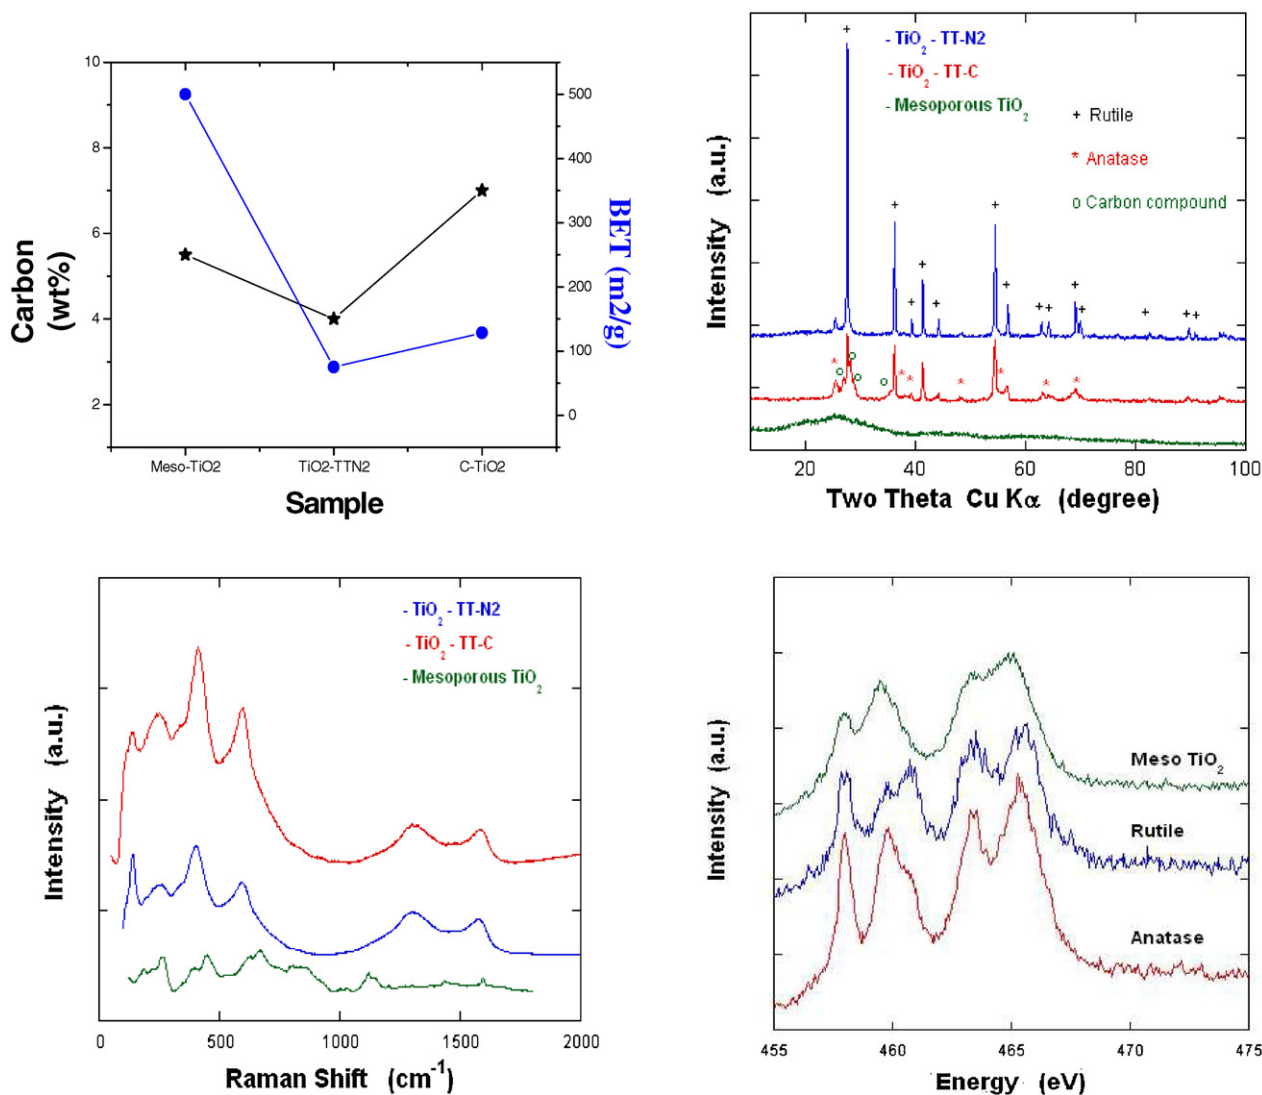 10
8
6
4
2
Carbon
(wt%)
500
400
300
200
100
0
BET (m2/g)
Meso-TiO2 TiO2-TTN2 C-TiO2
Sample
- TiO2 - TT-N2
- TiO2 - TT-C
- Mesoporous TiO2
+ Rutile
* Anatase
o Carbon compound
Intensity (a.u.)
20 40 60 80 100
Two Theta Cu Kα (degree)
- TiO2 - TT-N2
- TiO2 - TT-C
- Mesoporous TiO2
Intensity (a.u.)
0 500 1000 1500 2000
Raman Shift (cm-1)
Meso TiO2
Rutile
Anatase
Intensity (a.u.)
455 460 465 470 475
Energy (eV)